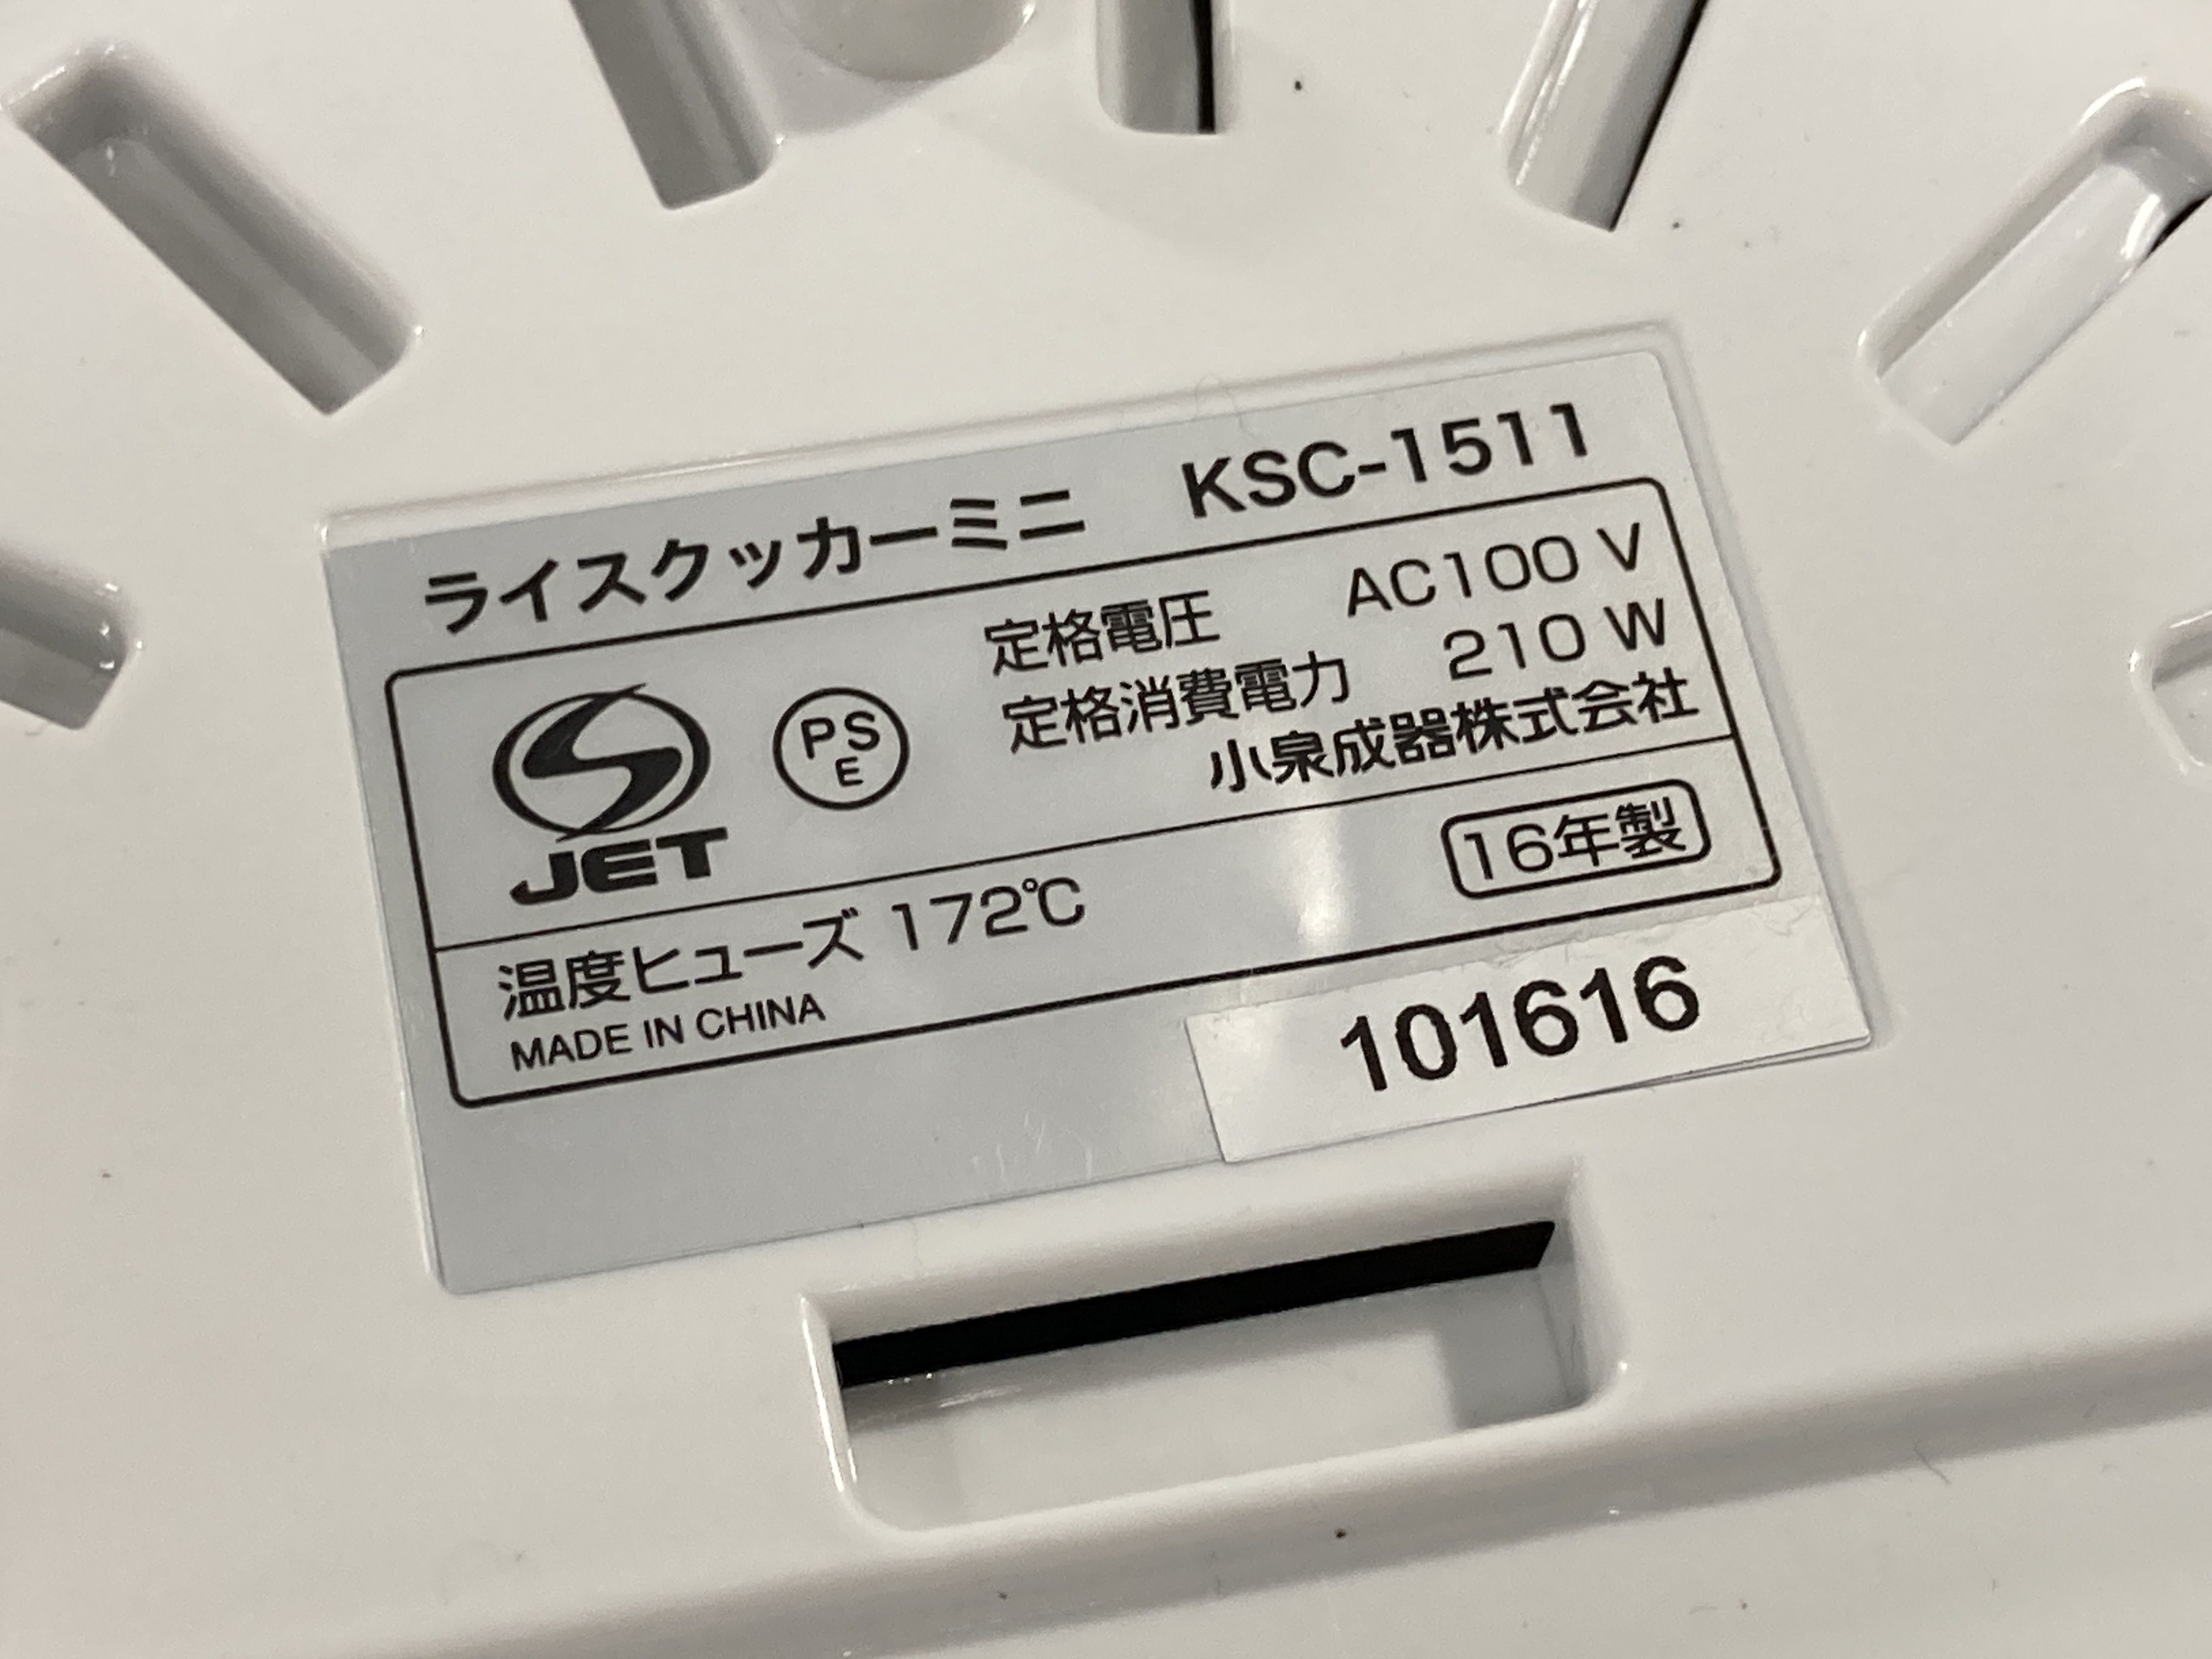 ライスクッカーミニ KSC-1511
定格電圧 AC100 V
定格消費電力 210 W
小泉成器株式会社
PS
E
JET
16年製
温度ヒューズ 172℃
MADE IN CHINA
101616